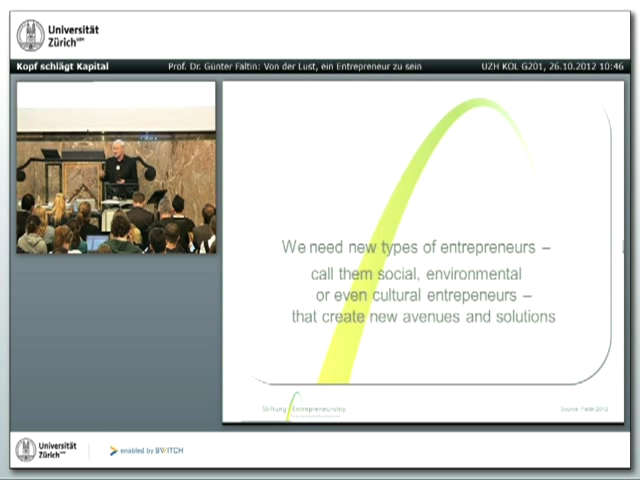 Universität
Zürich UZH
Kopf schlägt Kapital
Prof. Dr. Günter Faltin: Von der Lust, ein Entrepreneur zu sein
UZH KOL G201, 26.10.2012 10:46
We need new types of entrepreneurs –
call them social, environmental
or even cultural entrepeneurs –
that create new avenues and solutions
Stiftung Entrepreneurship
Source: Faltin 2012
Universität
Zürich UZH
enabled by SWITCH